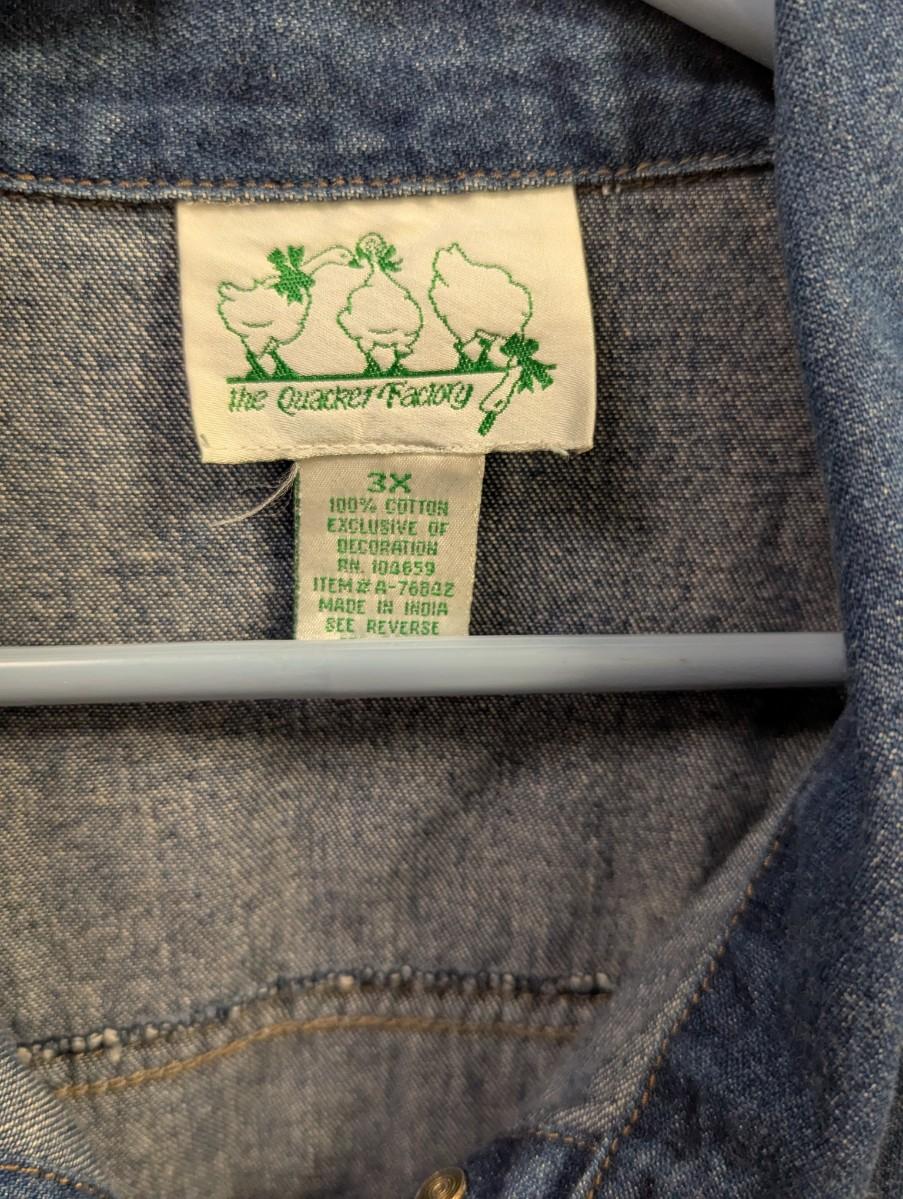 the Quacker Factory
3X
100% COTTON
EXCLUSIVE OF
DECORATION
RN. 104659
ITEM# A-76842
MADE IN INDIA
SEE REVERSE